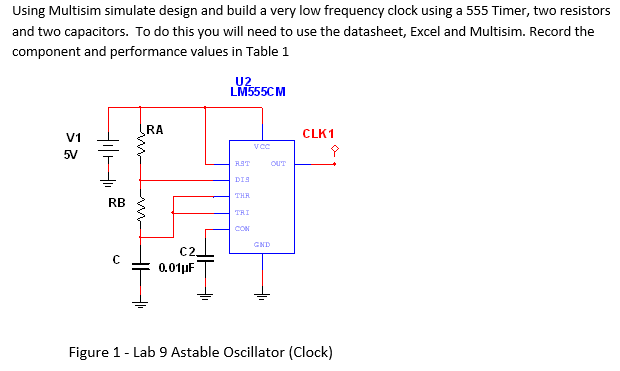 Using Multisim simulate design and build a very low frequency clock using a 555 Timer, two resistors
and two capacitors. To do this you will need to use the datasheet, Excel and Multisim. Record the
component and performance values in Table 1
U2
LM555CM
RA
CLK1
V1
5V
VCC
RST OUT
DIS
THR
RB
TRI
CON
GND
C2
C
0.01µF
Figure 1 - Lab 9 Astable Oscillator (Clock)